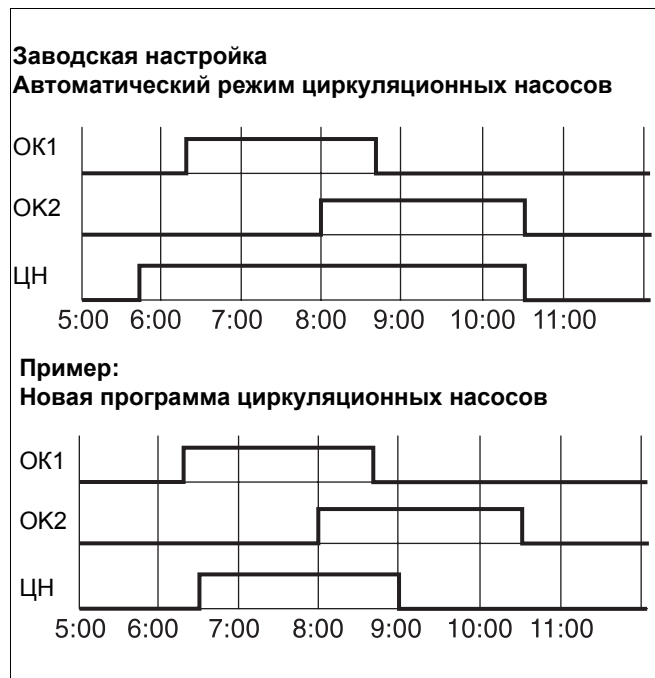 Заводская настройка
Автоматический режим циркуляционных насосов
ОК1
ОК2
ЦН
5:00 6:00 7:00 8:00 9:00 10:00 11:00
Пример:
Новая программа циркуляционных насосов
ОК1
ОК2
ЦН
5:00 6:00 7:00 8:00 9:00 10:00 11:00